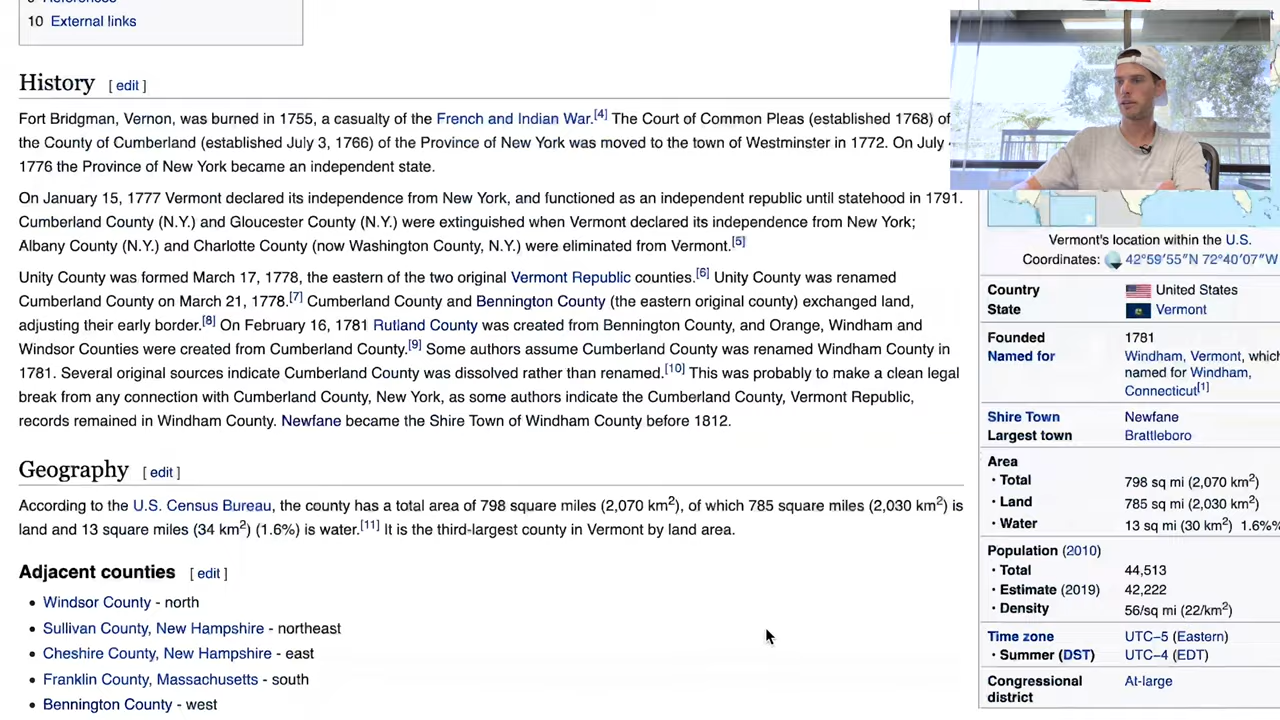 10 External links
History [ edit ]
Fort Bridgman, Vernon, was burned in 1755, a casualty of the French and Indian War.[4] The Court of Common Pleas (established 1768) of
the County of Cumberland (established July 3, 1766) of the Province of New York was moved to the town of Westminster in 1772. On July
1776 the Province of New York became an independent state.
On January 15, 1777 Vermont declared its independence from New York, and functioned as an independent republic until statehood in 1791.
Cumberland County (N.Y.) and Gloucester County (N.Y.) were extinguished when Vermont declared its independence from New York;
Albany County (N.Y.) and Charlotte County (now Washington County, N.Y.) were eliminated from Vermont.[5]
Unity County was formed March 17, 1778, the eastern of the two original Vermont Republic counties.[6] Unity County was renamed
Cumberland County on March 21, 1778.[7] Cumberland County and Bennington County (the eastern original county) exchanged land,
adjusting their early border.[8] On February 16, 1781 Rutland County was created from Bennington County, and Orange, Windham and
Windsor Counties were created from Cumberland County.[9] Some authors assume Cumberland County was renamed Windham County in
1781. Several original sources indicate Cumberland County was dissolved rather than renamed.[10] This was probably to make a clean legal
break from any connection with Cumberland County, New York, as some authors indicate the Cumberland County, Vermont Republic,
records remained in Windham County. Newfane became the Shire Town of Windham County before 1812.
Geography [ edit ]
According to the U.S. Census Bureau, the county has a total area of 798 square miles (2,070 km²), of which 785 square miles (2,030 km²) is
land and 13 square miles (34 km²) (1.6%) is water.[11] It is the third-largest county in Vermont by land area.
Adjacent counties [ edit ]
• Windsor County - north
• Sullivan County, New Hampshire - northeast
• Cheshire County, New Hampshire - east
• Franklin County, Massachusetts - south
• Bennington County - west
Vermont's location within the U.S.
Coordinates: 42°59′55″N 72°40′07″W
Country United States
State Vermont
Founded 1781
Named for Windham, Vermont, which
named for Windham,
Connecticut[1]
Shire Town Newfane
Largest town Brattleboro
Area
• Total 798 sq mi (2,070 km²)
• Land 785 sq mi (2,030 km²)
• Water 13 sq mi (30 km²) 1.6%%
Population (2010)
• Total 44,513
• Estimate (2019) 42,222
• Density 56/sq mi (22/km²)
Time zone UTC−5 (Eastern)
• Summer (DST) UTC−4 (EDT)
Congressional At-large
district